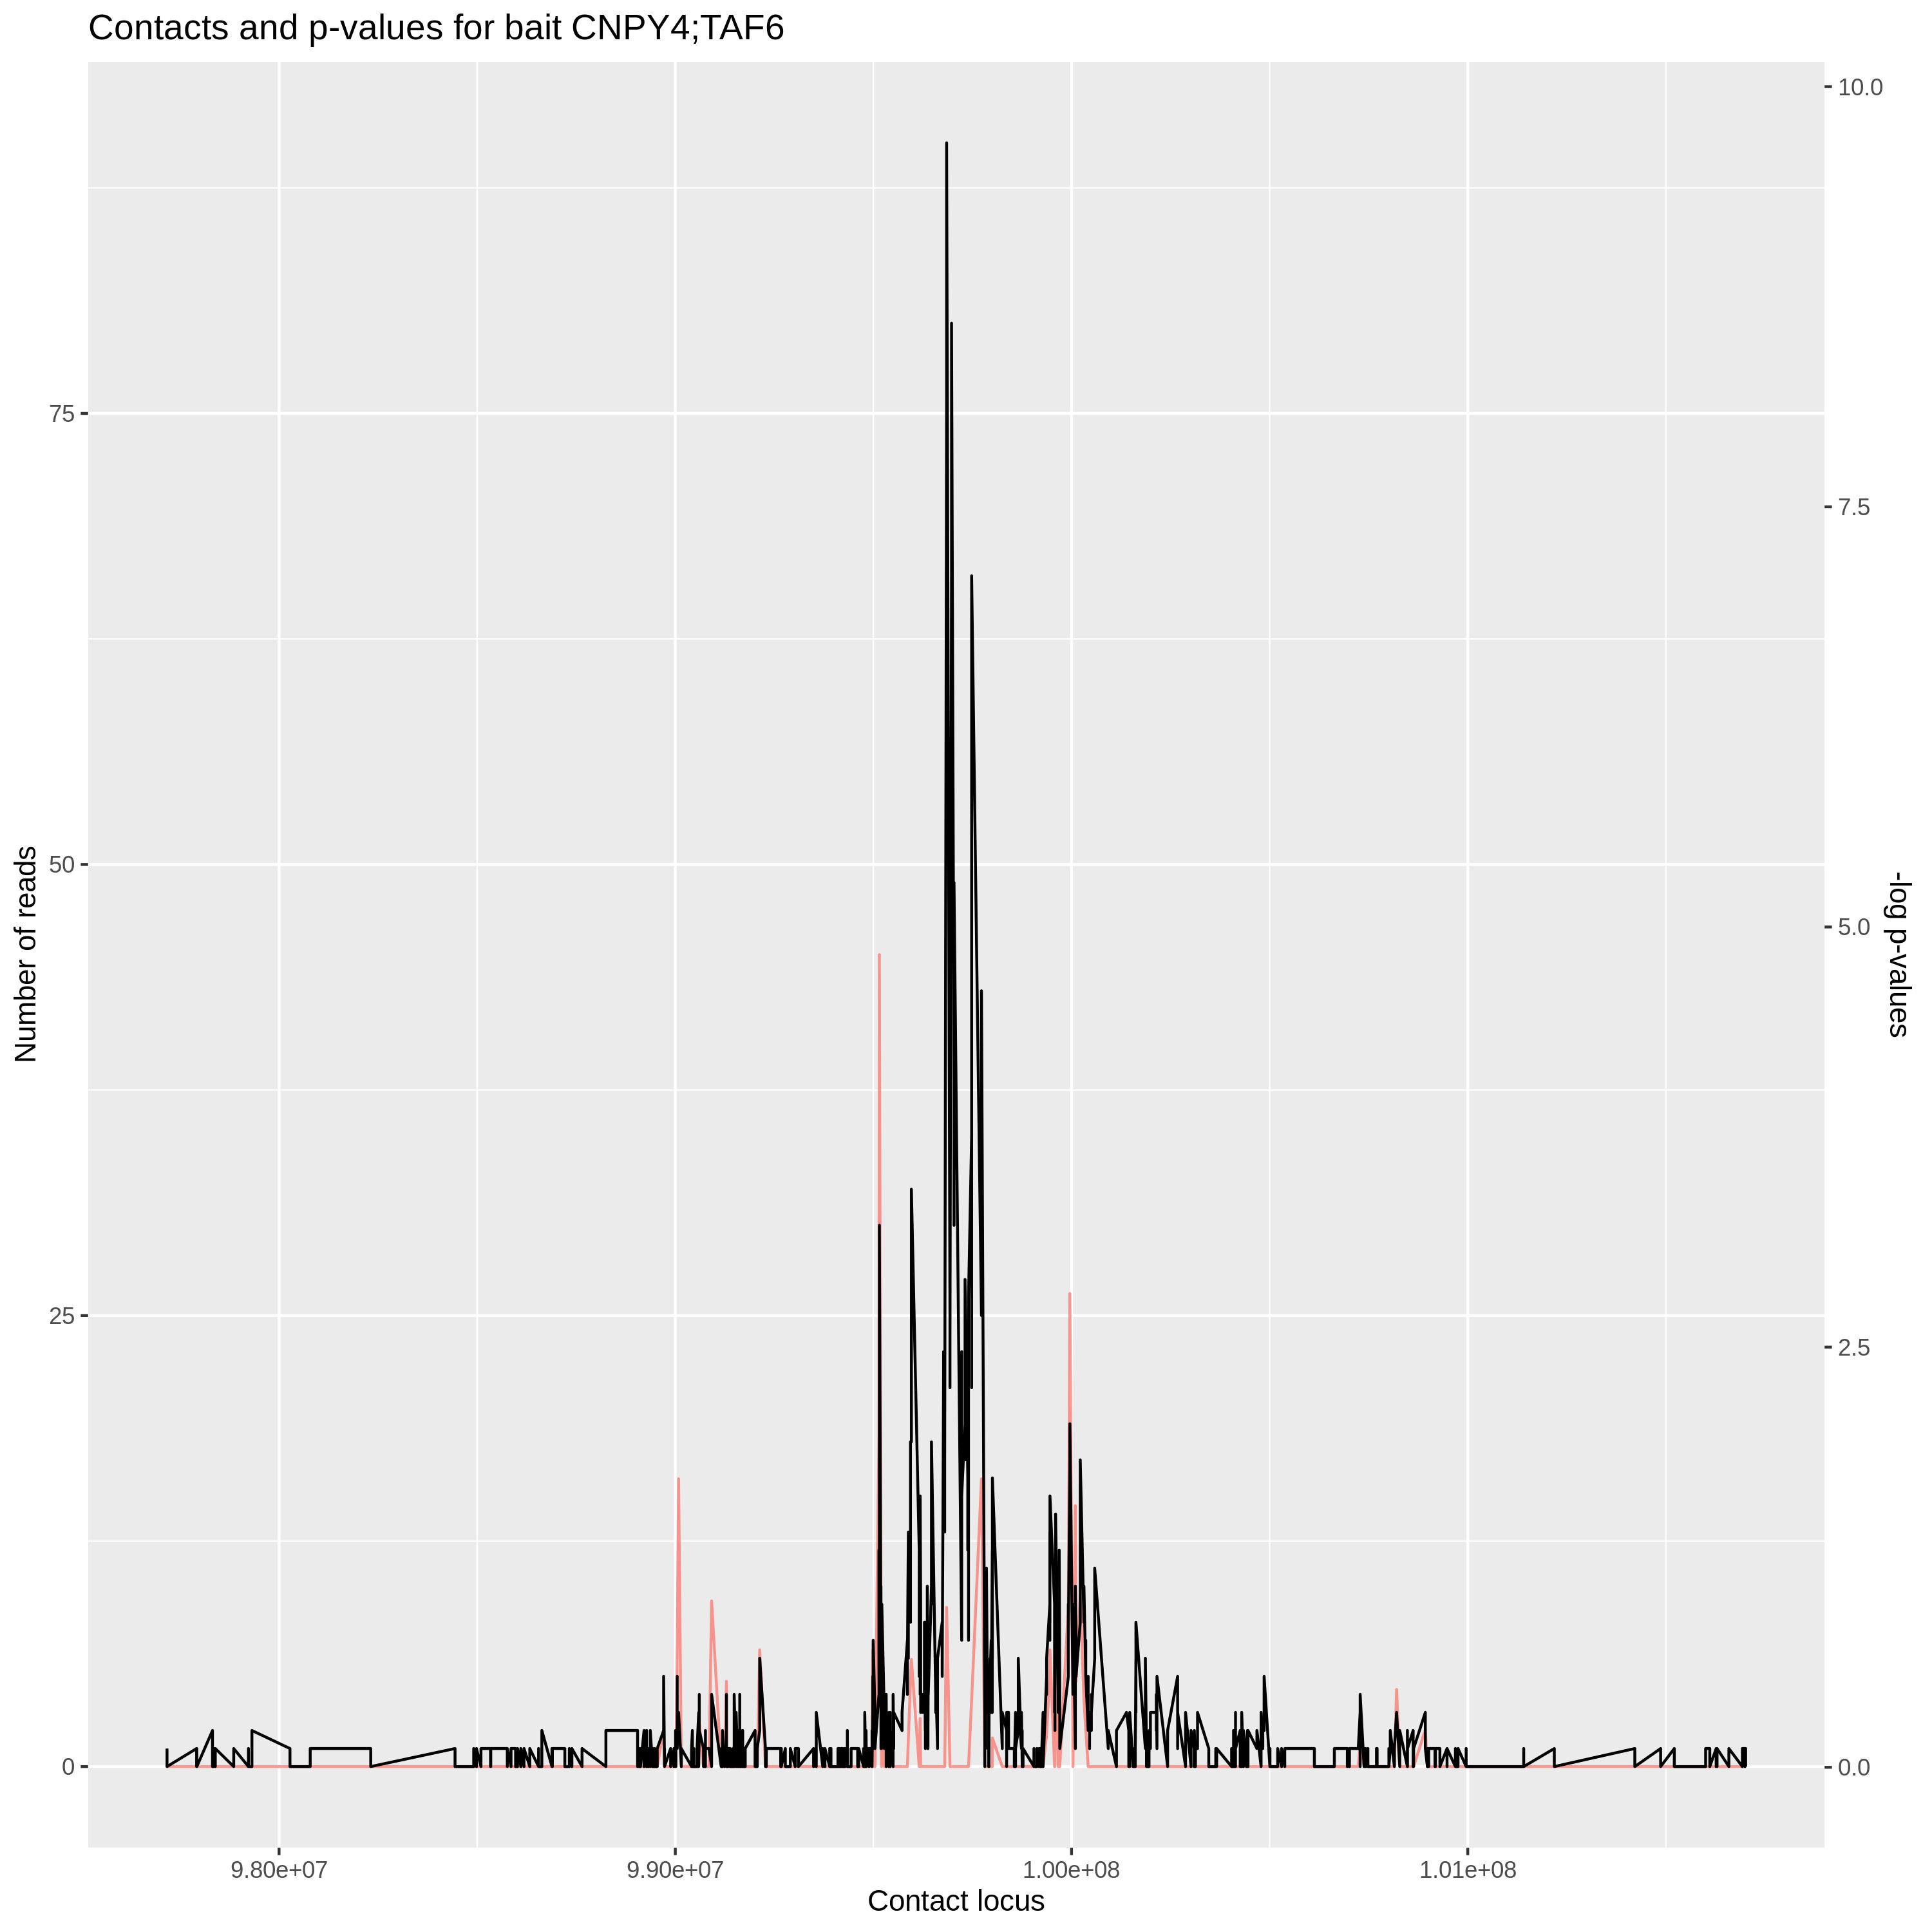 Contacts and p-values for bait CNPY4;TAF6
10.0
75
7.5
Number of reads
50
5.0
-log p-values
25
2.5
0
0.0
9.80e+07 9.90e+07 1.00e+08 1.01e+08
Contact locus